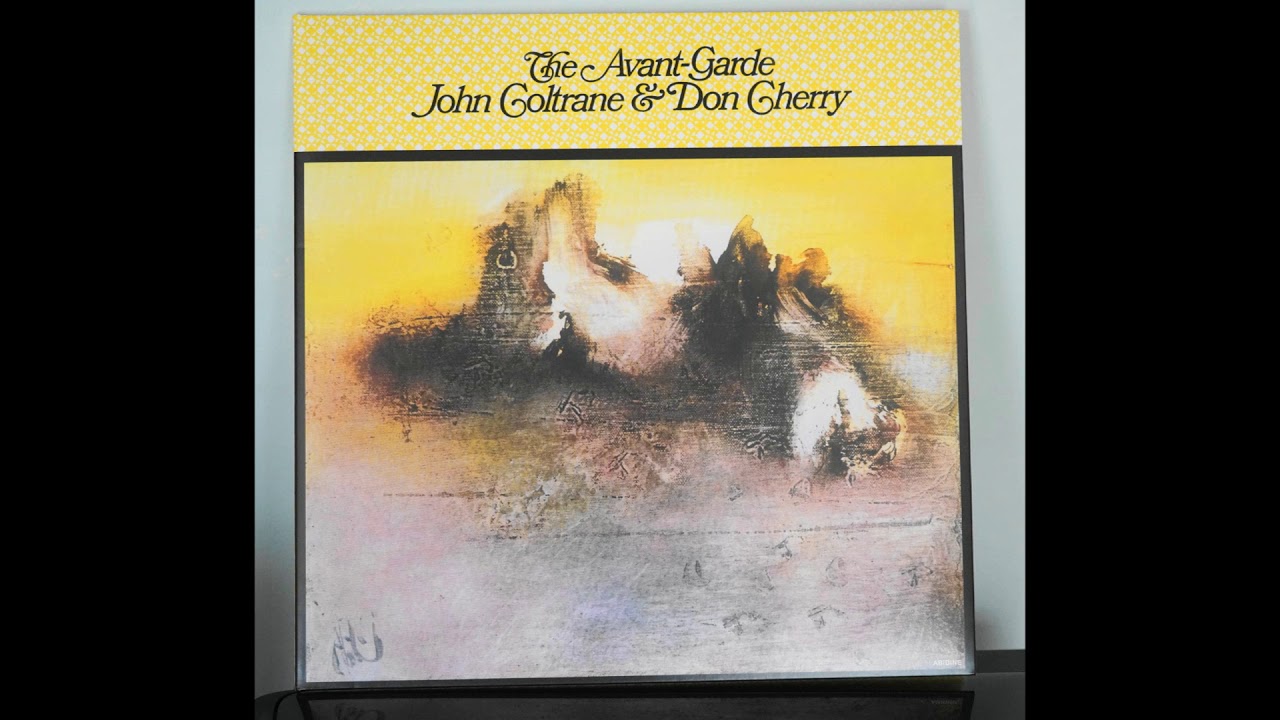 The Avant-Garde
John Coltrane & Don Cherry